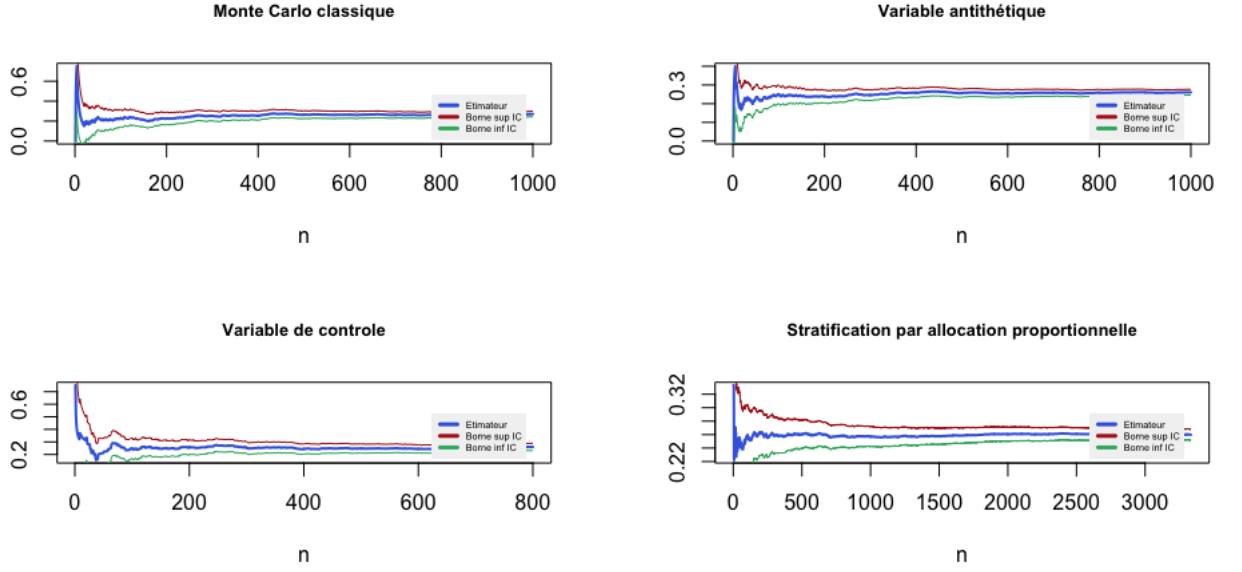 Monte Carlo classique
0.6
0.0
Etimateur
Borne sup IC
Borne inf IC
0 200 400 600 800 1000
n
Variable antithétique
0.3
0.0
Etimateur
Borne sup IC
Borne inf IC
0 200 400 600 800 1000
n
Variable de controle
0.6
0.2
Etimateur
Borne sup IC
Borne inf IC
0 200 400 600 800
n
Stratification par allocation proportionnelle
0.32
0.22
Etimateur
Borne sup IC
Borne inf IC
0 500 1000 1500 2000 2500 3000
n